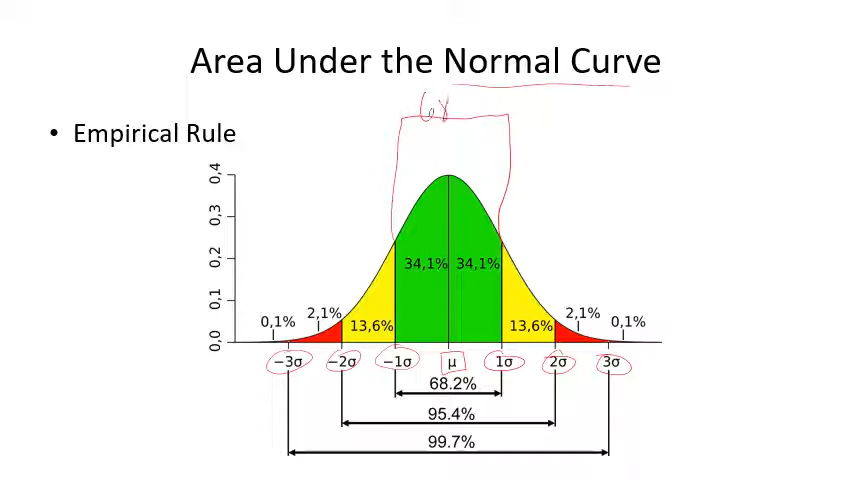 Area Under the Normal Curve
68
• Empirical Rule
0,4
0,3
0,2
0,1
0,0
34,1% 34,1%
0,1% 2,1% 13,6% 13,6% 2,1% 0,1%
−3σ −2σ −1σ μ 1σ 2σ 3σ
68.2%
95.4%
99.7%